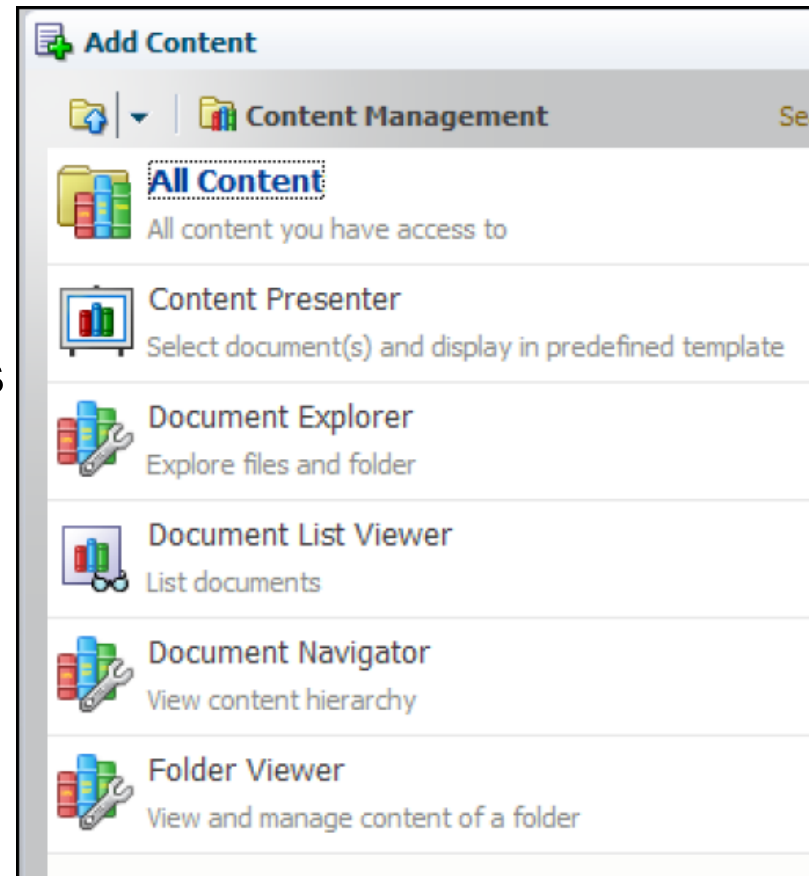 Add Content
Content Management Se
All Content
All content you have access to
Content Presenter
Select document(s) and display in predefined template
s
Document Explorer
Explore files and folder
Document List Viewer
List documents
Document Navigator
View content hierarchy
Folder Viewer
View and manage content of a folder